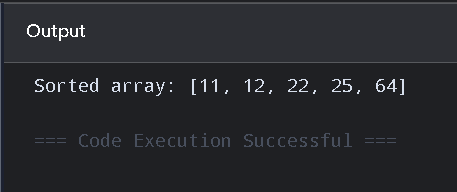 Output
Sorted array: [11, 12, 22, 25, 64]
=== Code Execution Successful ===